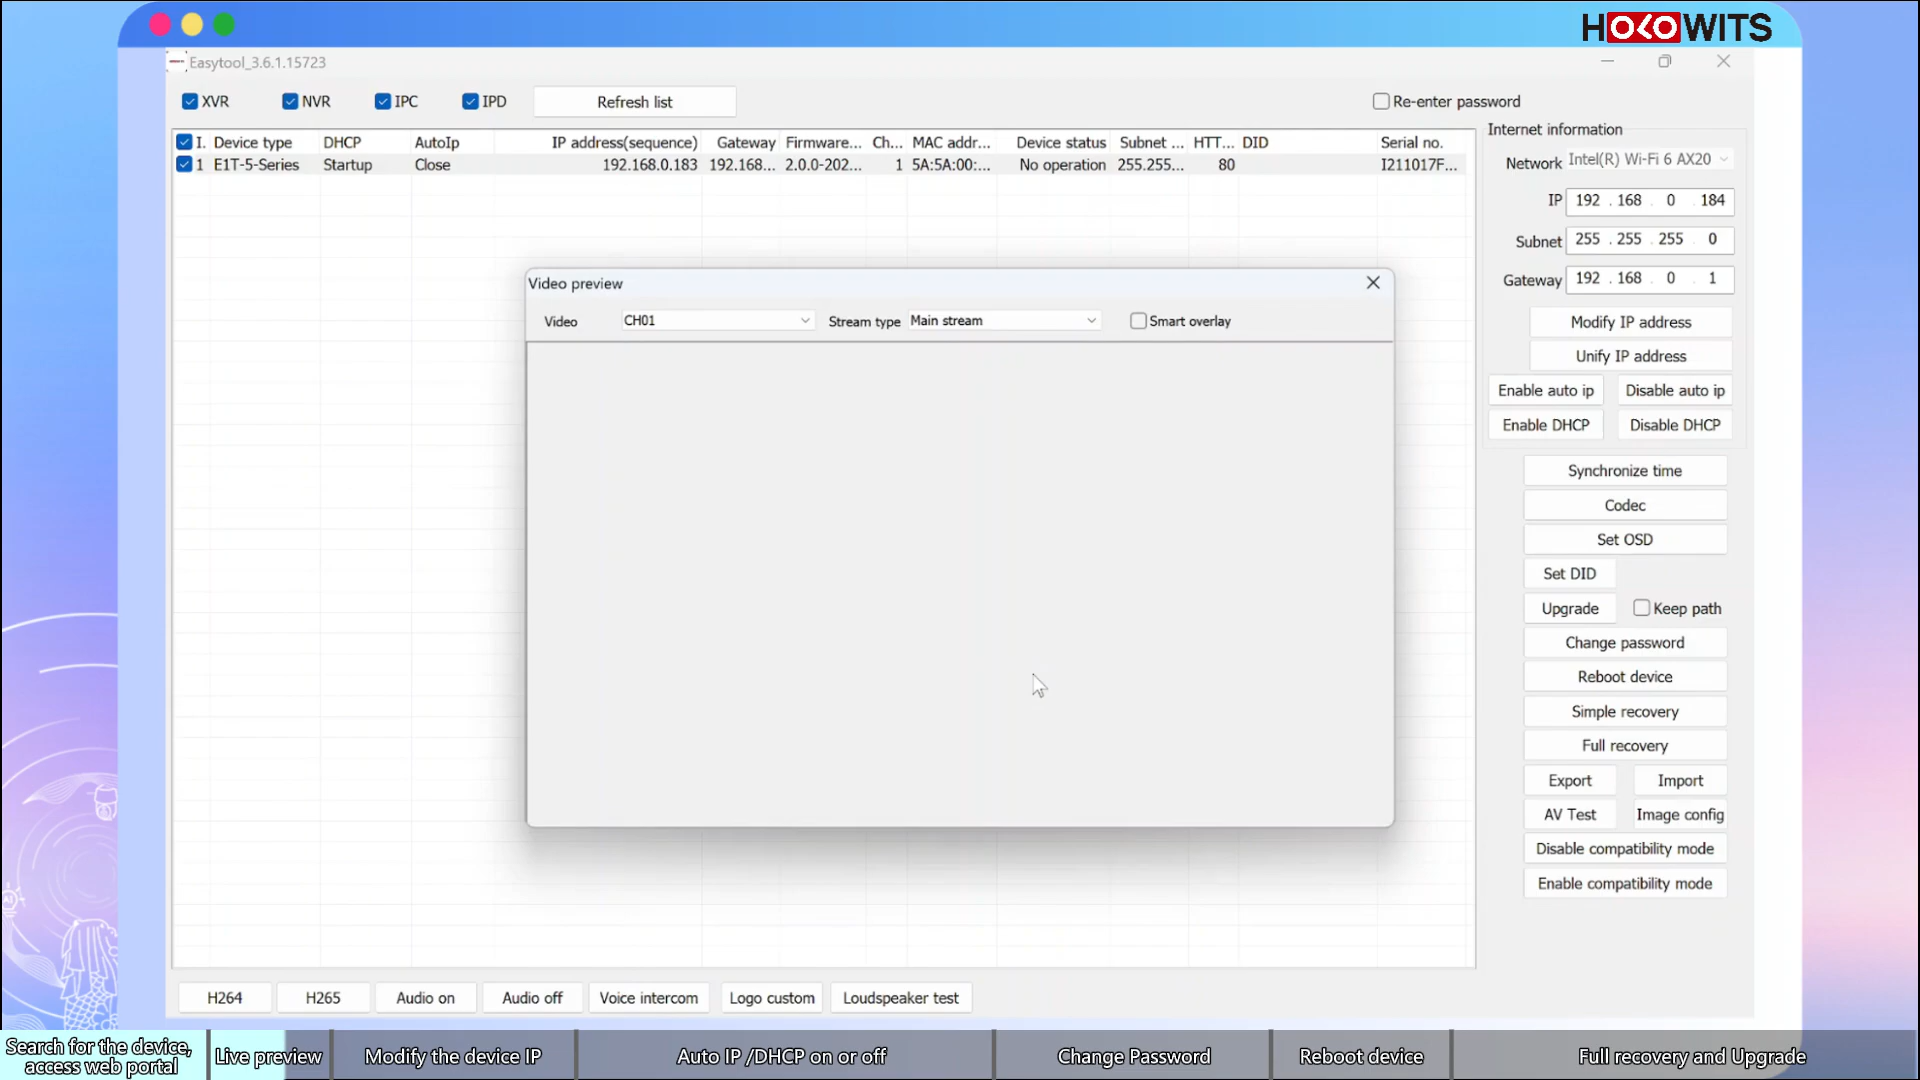 HOLOWITS
Easytool_3.6.1.15723
XVR NVR IPC IPD Refresh list Re-enter password
I. Device type DHCP AutoIp IP address(sequence) Gateway Firmware... Ch... MAC addr... Device status Subnet ... HTT... DID Serial no.
1 E1T-5-Series Startup Close 192.168.0.183 192.168... 2.0.0-202... 1 5A:5A:00:... No operation 255.255... 80 I211017F...
Internet information
Network Intel(R) Wi-Fi 6 AX20
IP 192 . 168 . 0 . 184
Subnet 255 . 255 . 255 . 0
Gateway 192 . 168 . 0 . 1
Modify IP address
Unify IP address
Enable auto ip Disable auto ip
Enable DHCP Disable DHCP
Synchronize time
Codec
Set OSD
Set DID
Upgrade Keep path
Change password
Reboot device
Simple recovery
Full recovery
Export Import
AV Test Image config
Disable compatibility mode
Enable compatibility mode
Video preview
Video CH01 Stream type Main stream Smart overlay
H264 H265 Audio on Audio off Voice intercom Logo custom Loudspeaker test
Search for the device,
access web portal
Live preview
Modify the device IP
Auto IP /DHCP on or off
Change Password
Reboot device
Full recovery and Upgrade